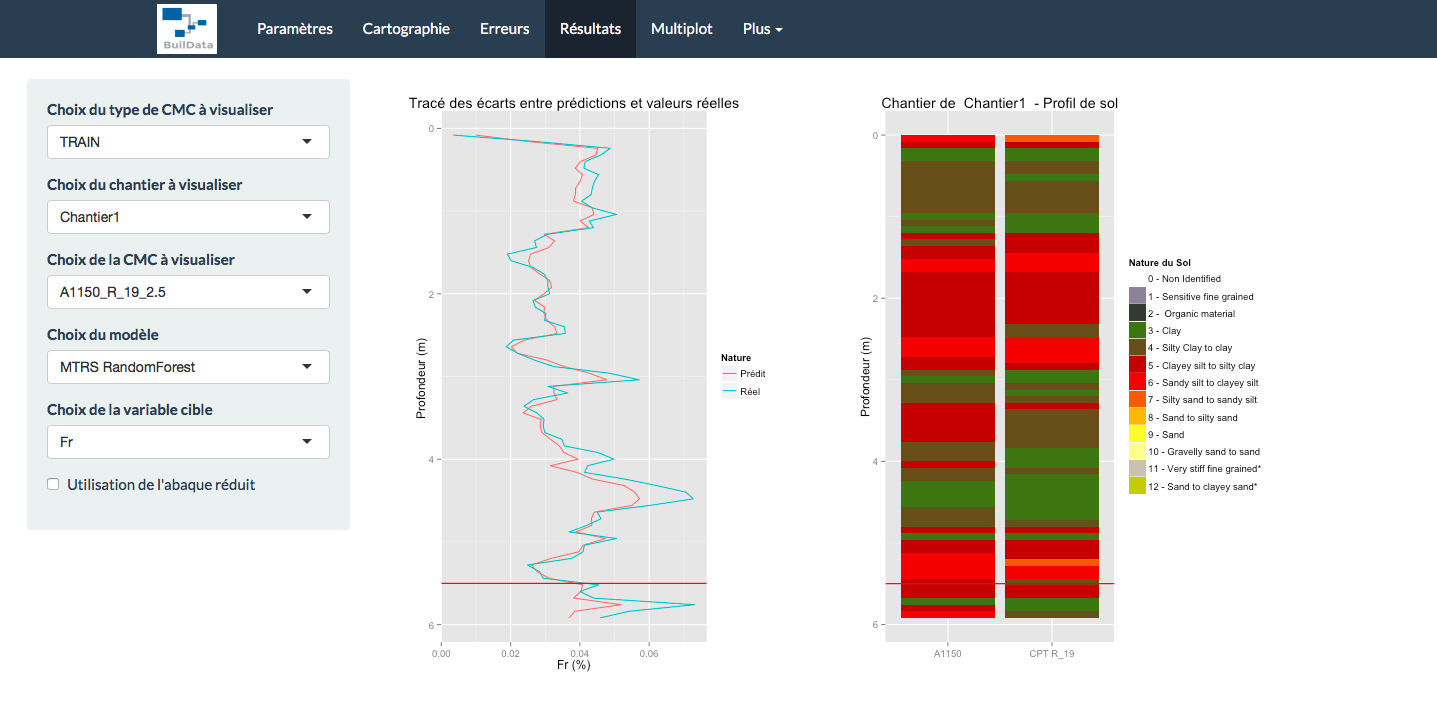 BuilData
Paramètres
Cartographie
Erreurs
Résultats
Multiplot
Plus
Choix du type de CMC à visualiser
TRAIN
Choix du chantier à visualiser
Chantier1
Choix de la CMC à visualiser
A1150_R_19_2.5
Choix du modèle
MTRS RandomForest
Choix de la variable cible
Fr
Utilisation de l'abaque réduit
Tracé des écarts entre prédictions et valeurs réelles
Profondeur (m)
0
2
4
6
0.00
0.02
0.04
0.06
Fr (%)
Nature
Prédit
Réel
Chantier de Chantier1 - Profil de sol
Profondeur (m)
0
2
4
6
A1150
CPT R_19
Nature du Sol
0 - Non Identified
1 - Sensitive fine grained
2 - Organic material
3 - Clay
4 - Silty Clay to clay
5 - Clayey silt to silty clay
6 - Sandy silt to clayey silt
7 - Silty sand to sandy silt
8 - Sand to silty sand
9 - Sand
10 - Gravelly sand to sand
11 - Very stiff fine grained*
12 - Sand to clayey sand*